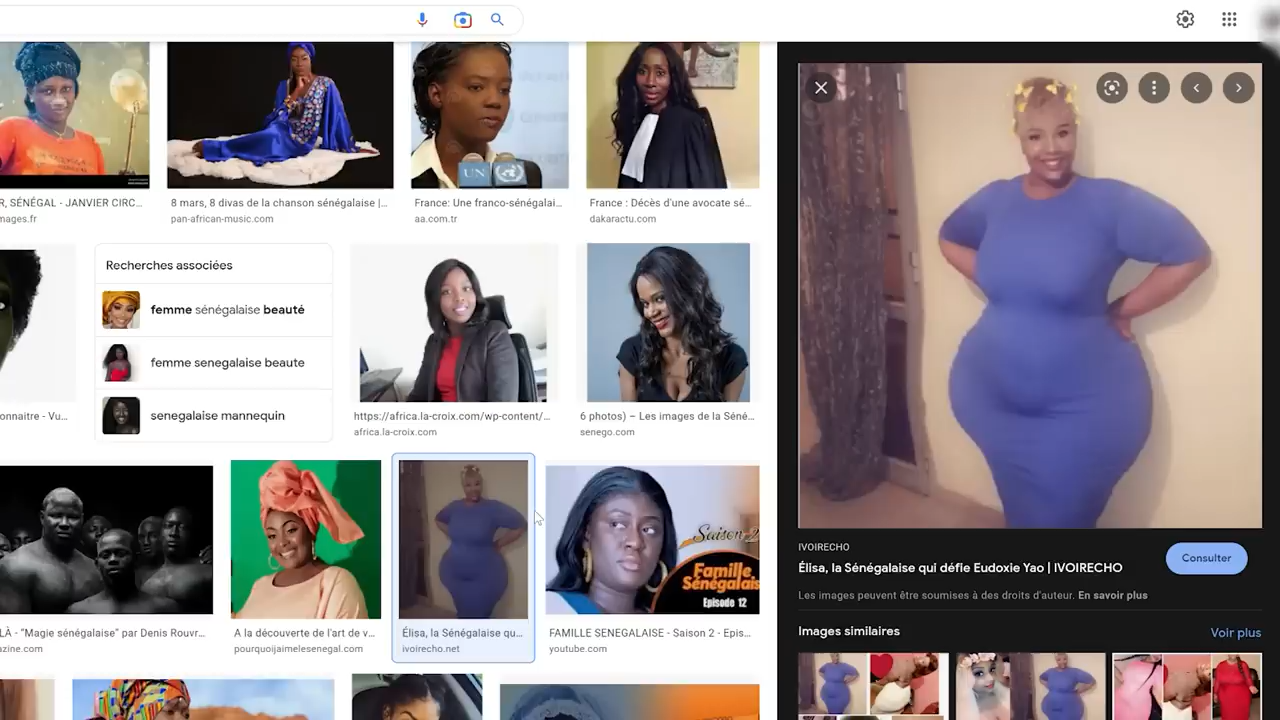 R, SÉNÉGAL - JANVIER CIRC...
mages.fr
8 mars, 8 divas de la chanson sénégalaise |...
pan-african-music.com
UN
France: Une franco-sénégalai...
aa.com.tr
France : Décès d'une avocate sé...
dakaractu.com
Recherches associées
femme sénégalaise beauté
femme senegalaise beaute
senegalaise mannequin
onnaitre - Vu...
https://africa.la-croix.com/wp-content/...
africa.la-croix.com
6 photos) – Les images de la Séné...
senego.com
Saison 2
Famille
Sénégalais
Episode 12
LÀ - "Magie sénégalaise" par Denis Rouvr...
azine.com
A la découverte de l'art de v...
pourquoijaimelesenegal.com
Élisa, la Sénégalaise qu...
ivoirecho.net
FAMILLE SENEGALAISE - Saison 2 - Epis...
youtube.com
IVOIRECHO
Élisa, la Sénégalaise qui défie Eudoxie Yao | IVOIRECHO
Consulter
Les images peuvent être soumises à des droits d'auteur. En savoir plus
Images similaires
Voir plus